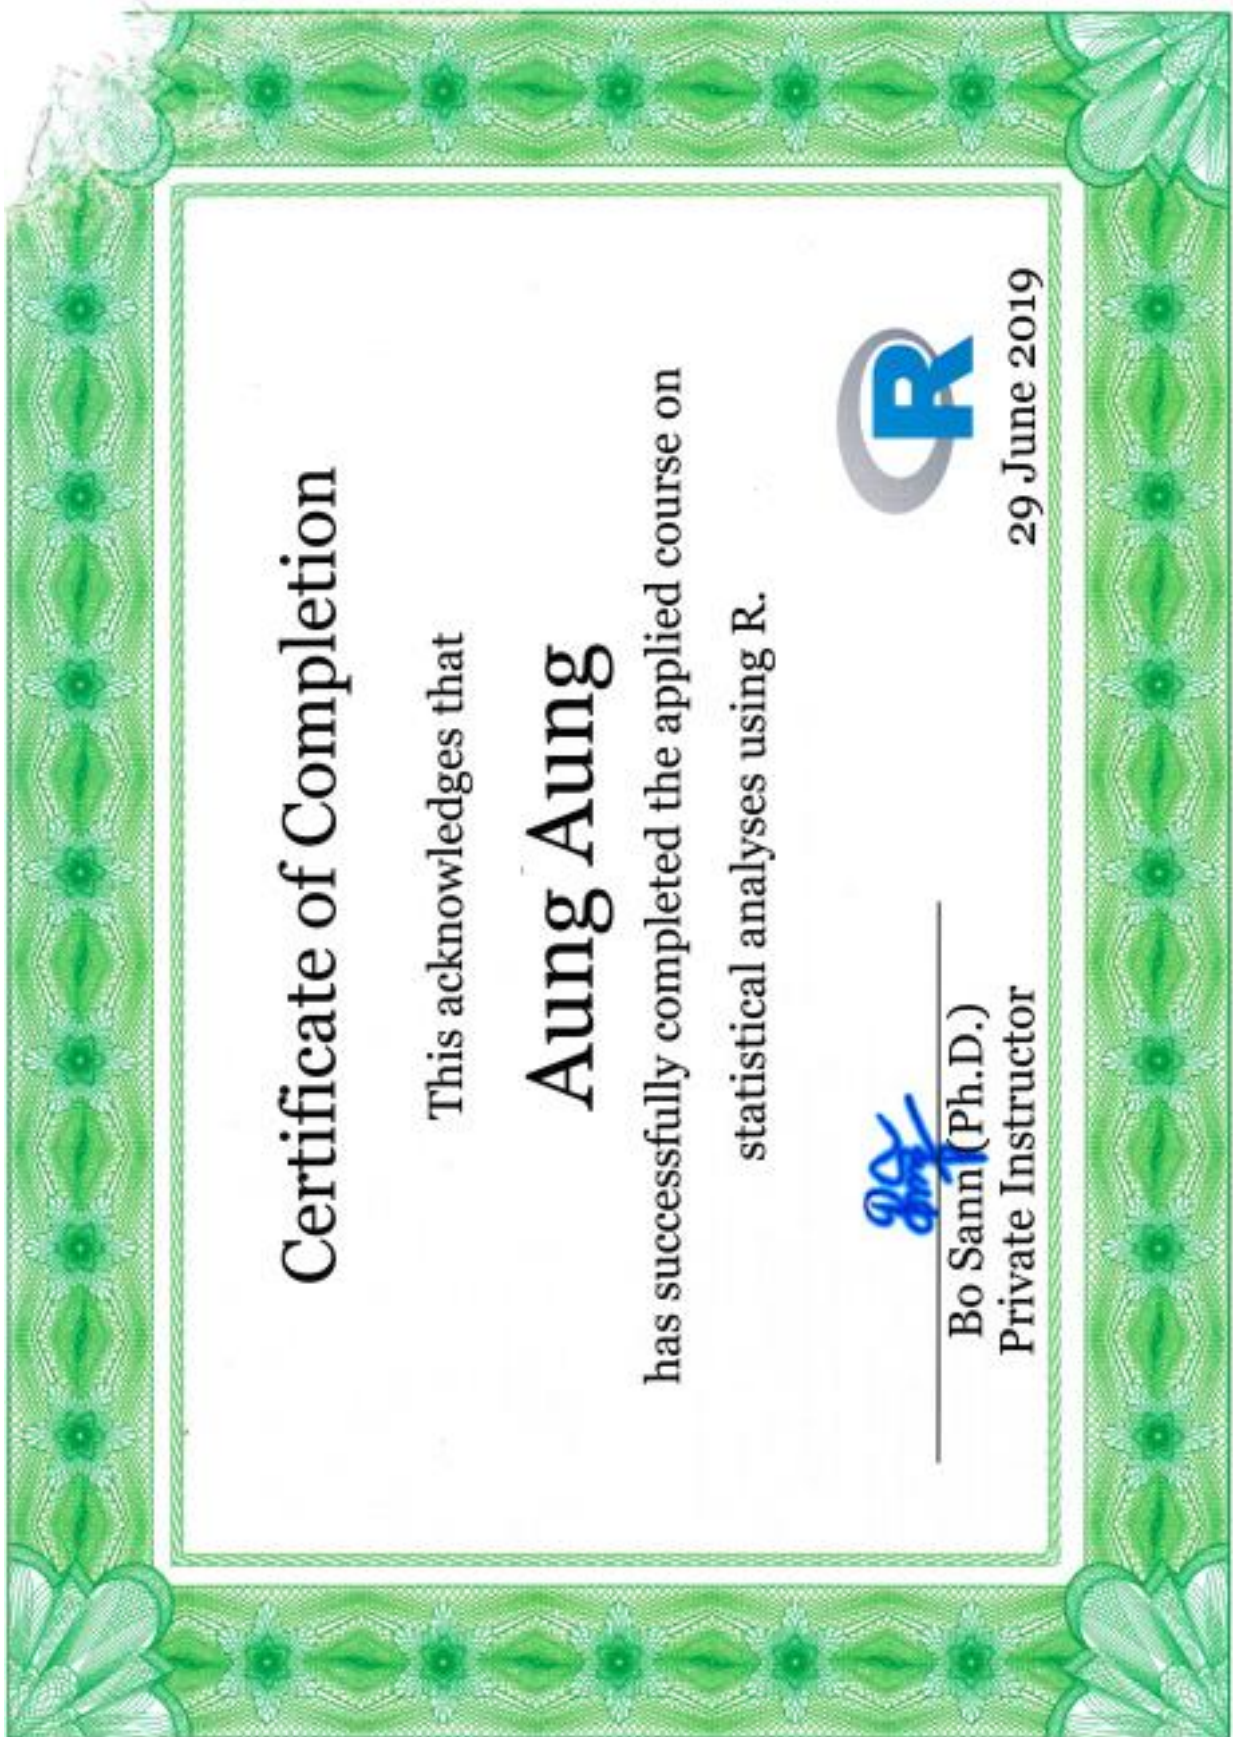 Certificate of Completion
This acknowledges that
Aung Aung
has successfully completed the applied course on
statistical analyses using R.
R
Bo Sann (Ph.D.)
Private Instructor
29 June 2019